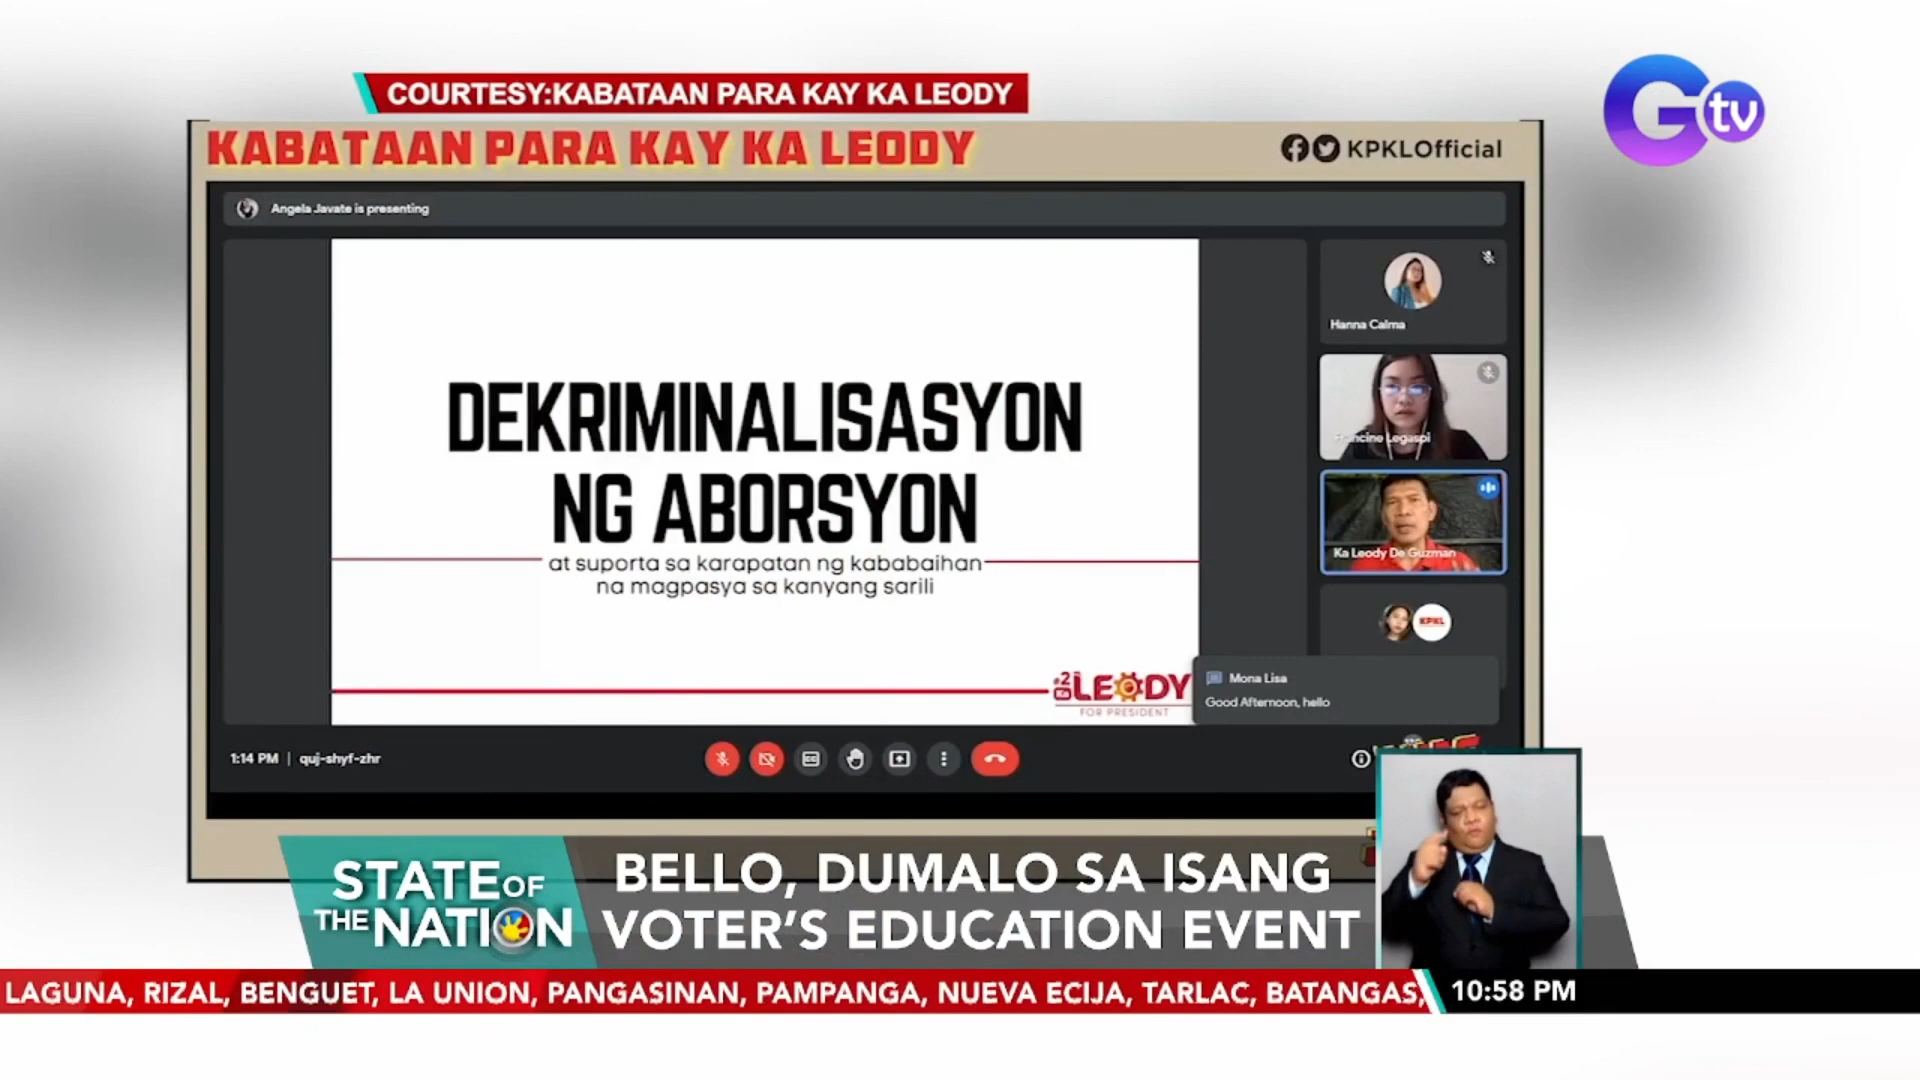 COURTESY:KABATAAN PARA KAY KA LEODY
G tv
KABATAAN PARA KAY KA LEODY
KPKLOfficial
Angela Javate is presenting
DEKRIMINALISASYON
NG ABORSYON
at suporta sa karapatan ng kababaihan
na magpasya sa kanyang sarili
#2 Ka LEODY
FOR PRESIDENT
Hanna Calma
Francine Legaspi
Ka Leody De Guzman
KPKL
Mona Lisa
Good Afternoon, hello
1:14 PM | quj-shyf-zhr
STATE OF
THE NATION
BELLO, DUMALO SA ISANG
VOTER'S EDUCATION EVENT
LAGUNA, RIZAL, BENGUET, LA UNION, PANGASINAN, PAMPANGA, NUEVA ECIJA, TARLAC, BATANGAS,
10:58 PM